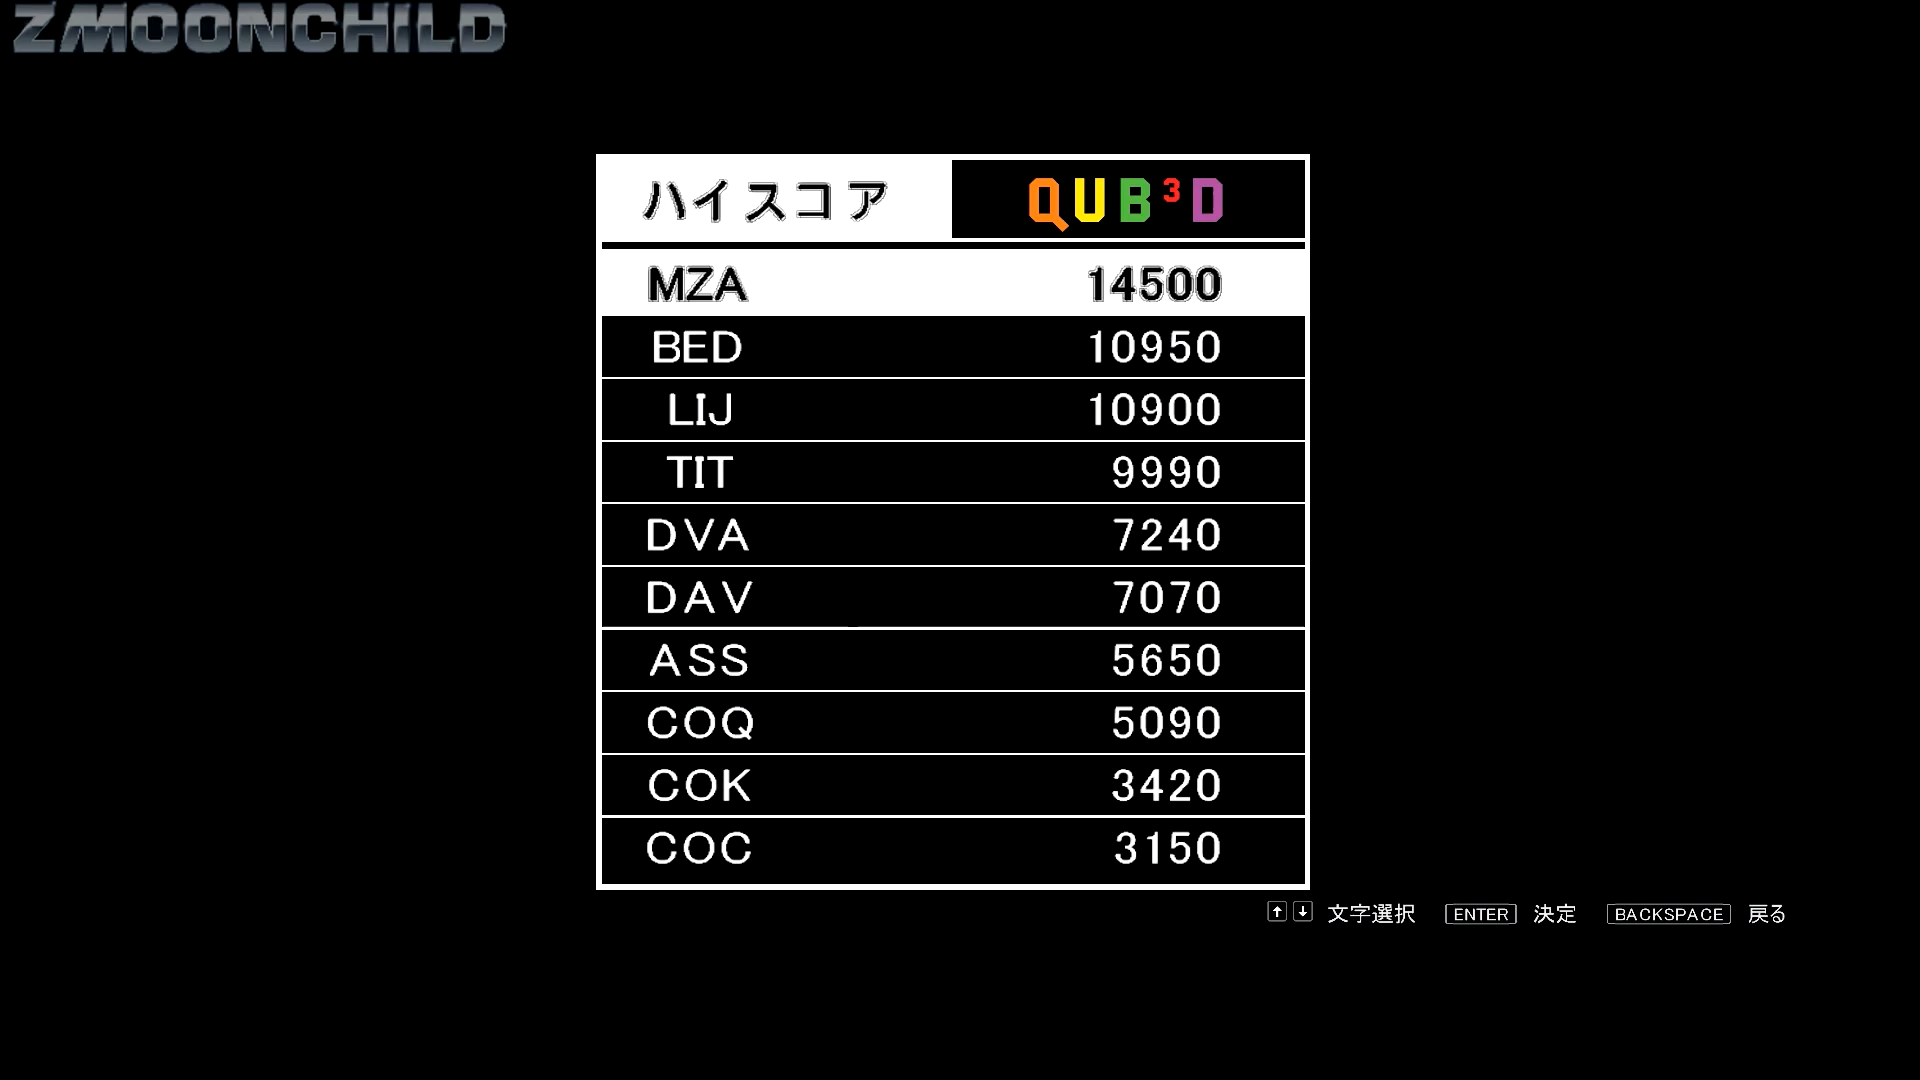 ZMOONCHILD
ハイスコア QUB³D
MZA 14500
BED 10950
LIJ 10900
TIT 9990
DVA 7240
DAV 7070
ASS 5650
COQ 5090
COK 3420
COC 3150
↑ ↓ 文字選択 ENTER 決定 BACKSPACE 戻る